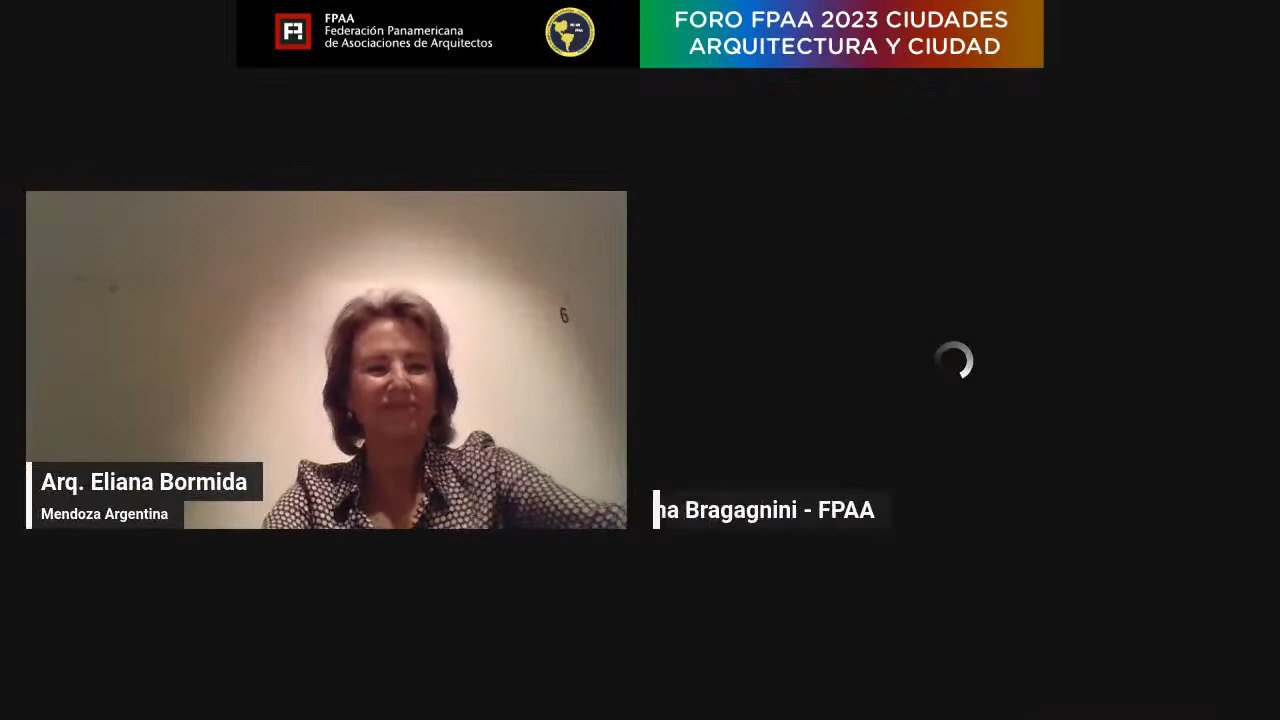 FPAA
Federación Panamericana
de Asociaciones de Arquitectos
FORO FPAA 2023 CIUDADES
ARQUITECTURA Y CIUDAD
6
Arq. Eliana Bormida
Mendoza Argentina
na Bragagnini - FPAA